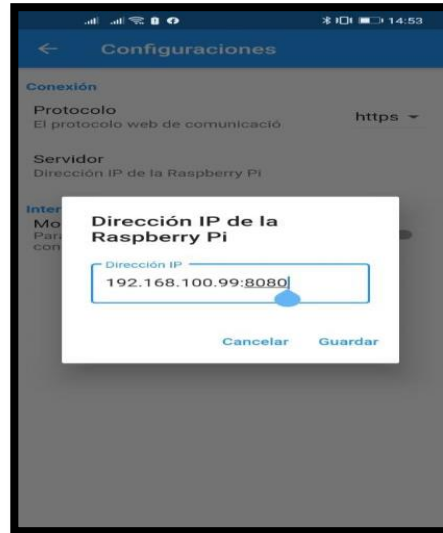 14:53
Configuraciones
Conexión
Protocolo
El protocolo web de comunicació
https
Servidor
Dirección IP de la Raspberry Pi
Inter
Mo
Par
con
Dirección IP de la
Raspberry Pi
Dirección IP
192.168.100.99:8080
Cancelar Guardar